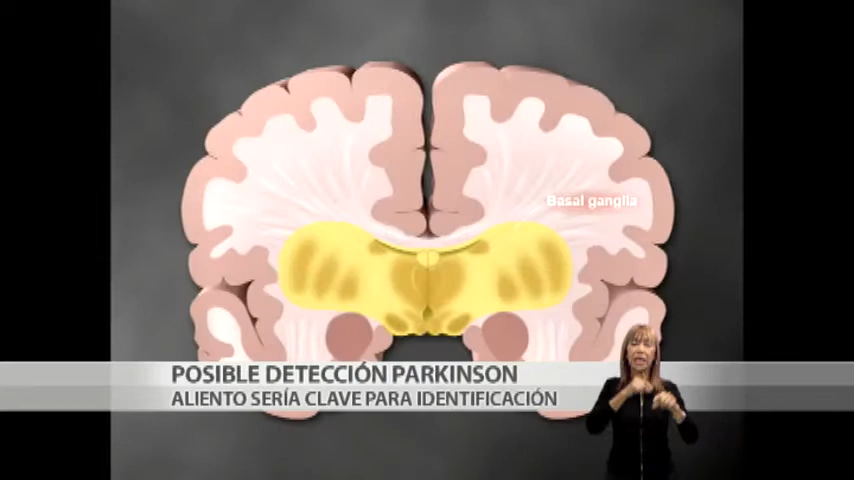 Basal ganglia
POSIBLE DETECCIÓN PARKINSON
ALIENTO SERÍA CLAVE PARA IDENTIFICACIÓN